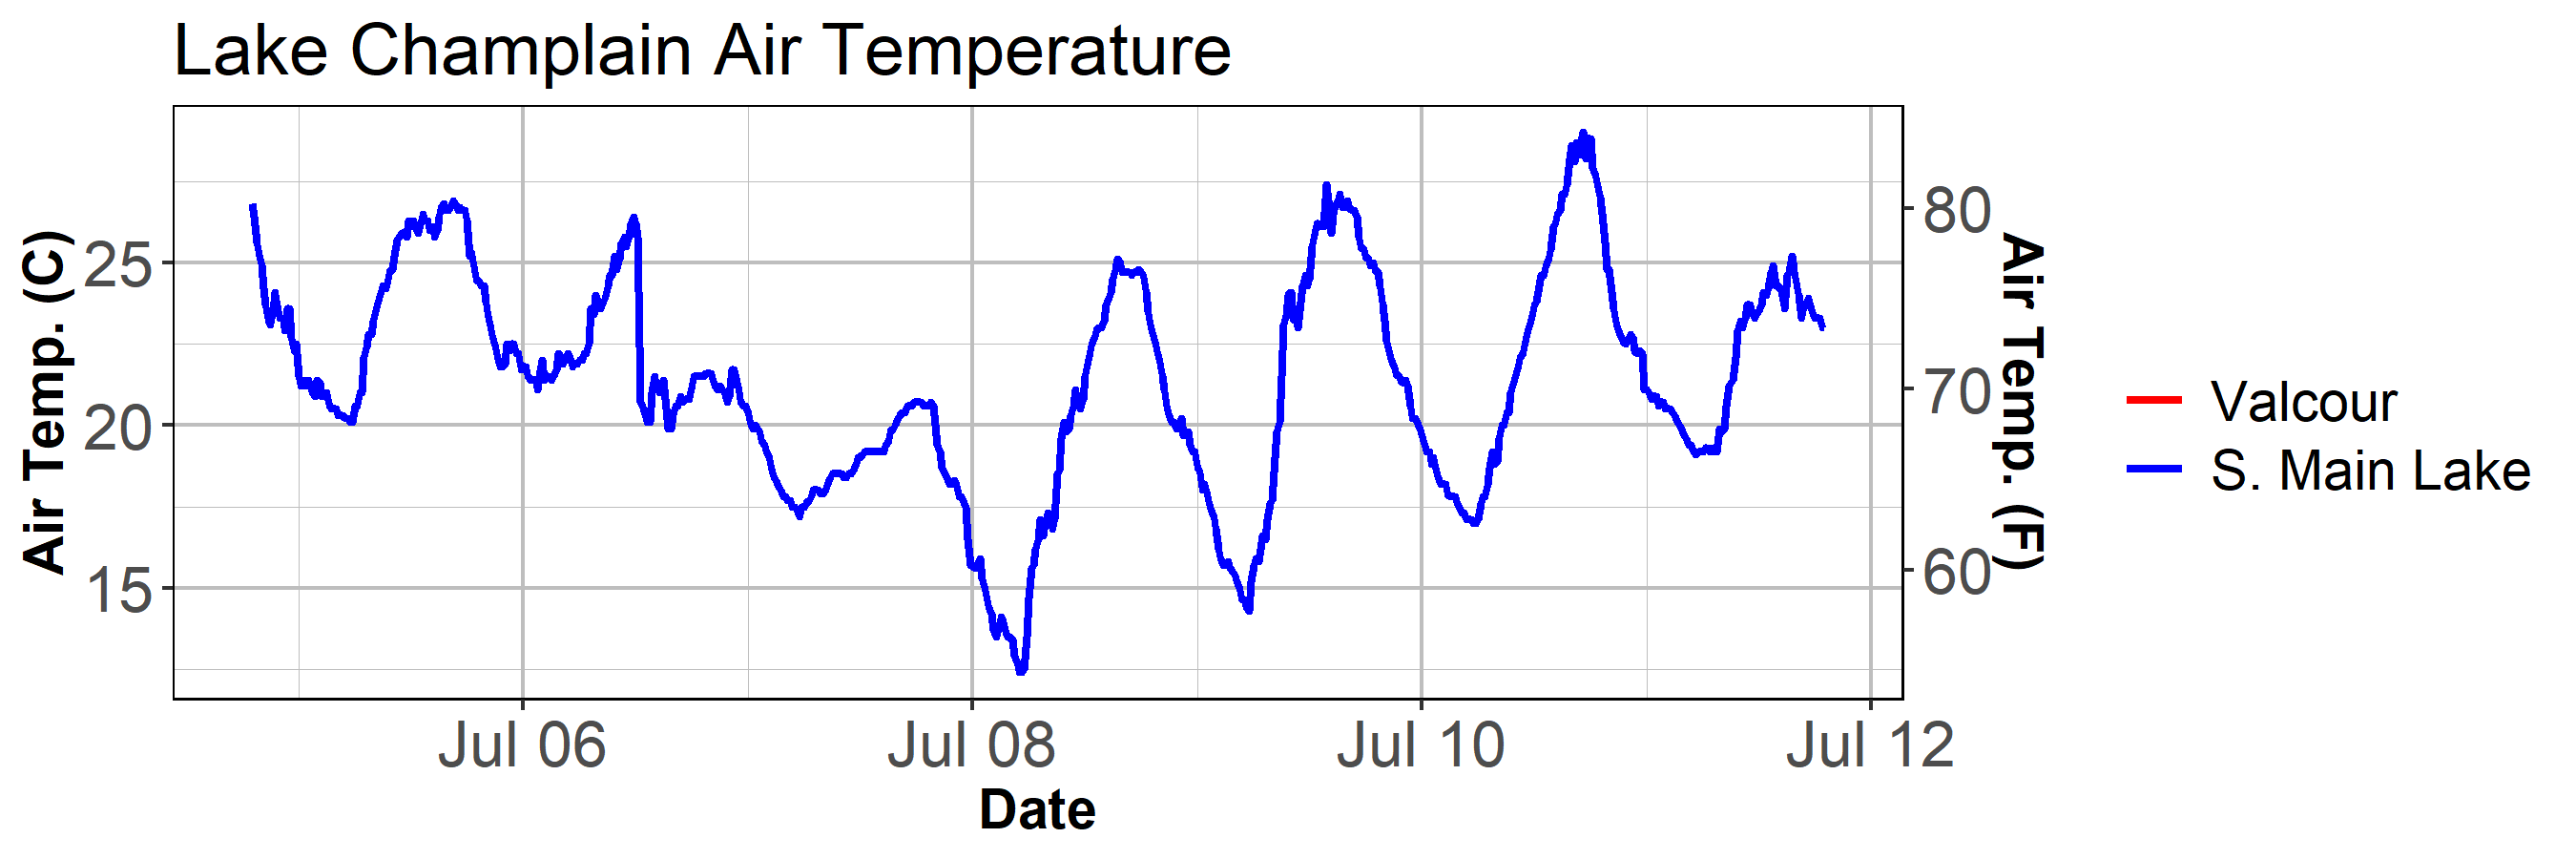 Lake Champlain Air Temperature
Air Temp. (C)
25
20
15
80
70
60
Air Temp. (F)
Jul 06
Jul 08
Jul 10
Jul 12
Date
Valcour
S. Main Lake